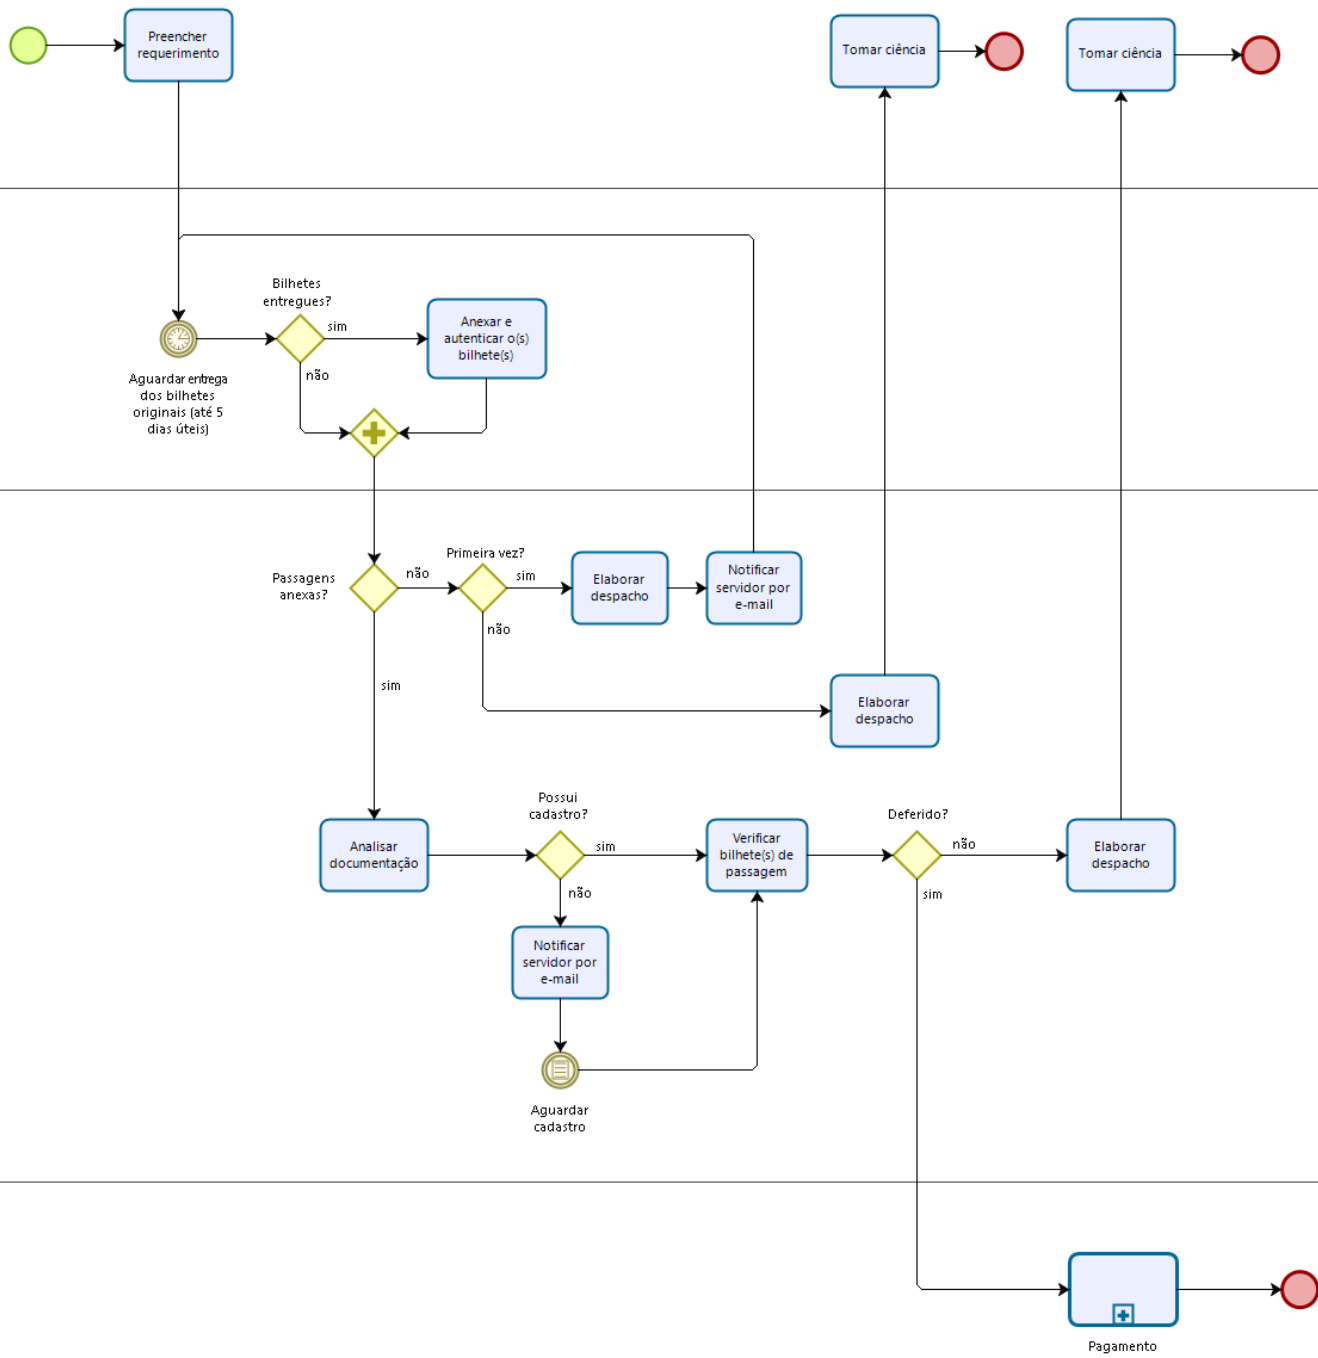 Preencher
requerimento
Tomar ciência
Tomar ciência
Bilhetes
entregues?
sim
não
Anexar e
autenticar o(s)
bilhete(s)
Aguardar entrega
dos bilhetes
originais (até 5
dias úteis)
Passagens
anexas?
não
sim
Primeira vez?
sim
não
Elaborar
despacho
Notificar
servidor por
e-mail
Elaborar
despacho
Analisar
documentação
Possui
cadastro?
sim
não
Verificar
bilhete(s) de
passagem
Deferido?
não
sim
Elaborar
despacho
Notificar
servidor por
e-mail
Aguardar
cadastro
Pagamento